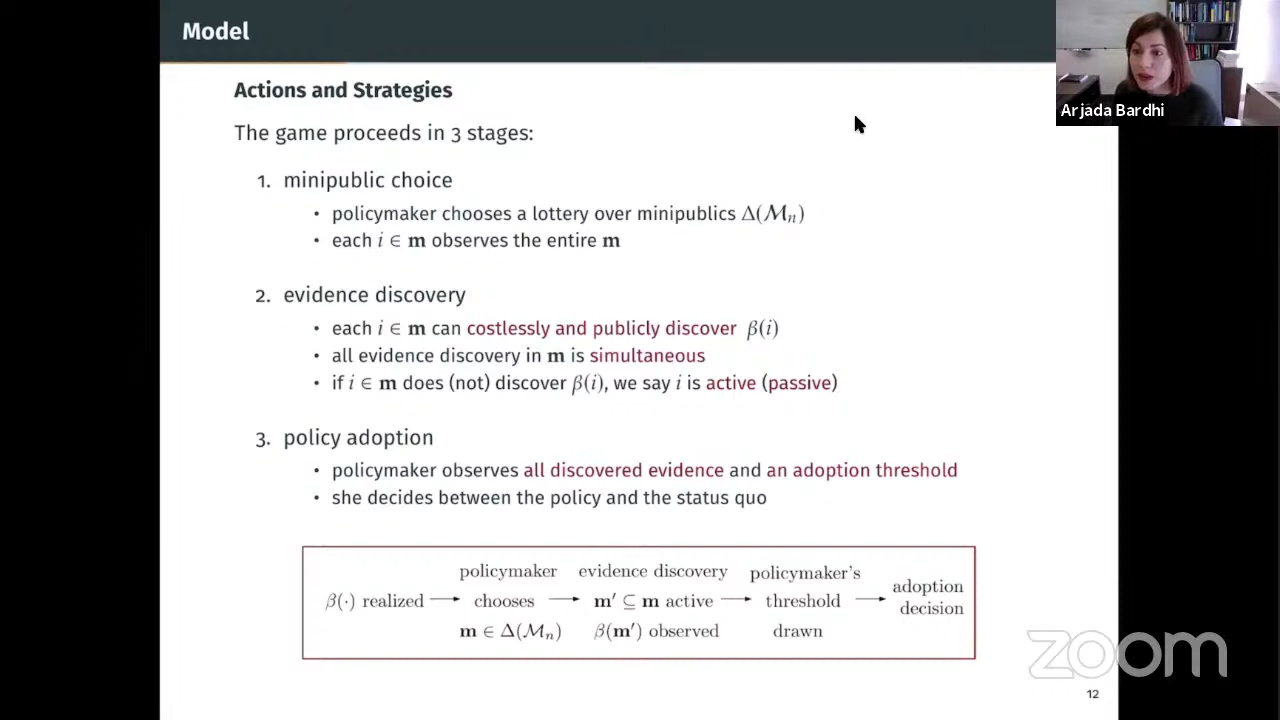 Model
Arjada Bardhi
Actions and Strategies
The game proceeds in 3 stages:
1. minipublic choice
• policymaker chooses a lottery over minipublics Δ(ℳₙ)
• each i ∈ m observes the entire m
2. evidence discovery
• each i ∈ m can costlessly and publicly discover β(i)
• all evidence discovery in m is simultaneous
• if i ∈ m does (not) discover β(i), we say i is active (passive)
3. policy adoption
• policymaker observes all discovered evidence and an adoption threshold
• she decides between the policy and the status quo
β(·) realized ⟶
policymaker
chooses
m ∈ Δ(ℳₙ)
⟶
evidence discovery
m′ ⊆ m active
β(m′) observed
⟶
policymaker's
threshold
drawn
⟶
adoption
decision
zoom
12